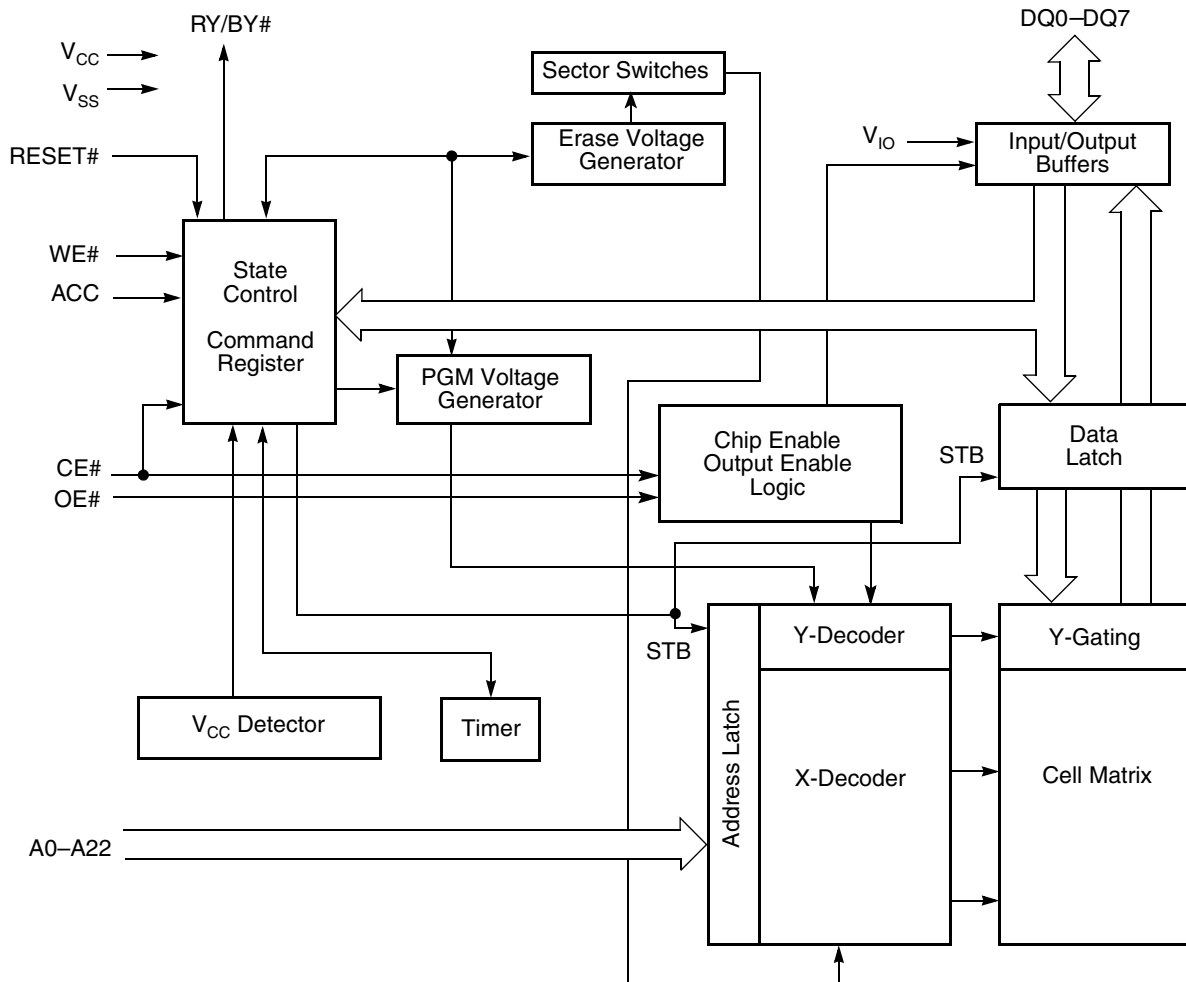 RY/BY#
DQ0–DQ7
VCC
VSS
Sector Switches
Erase Voltage
Generator
VIO
Input/Output
Buffers
RESET#
WE#
ACC
State
Control
Command
Register
PGM Voltage
Generator
Chip Enable
Output Enable
Logic
Data
Latch
STB
CE#
OE#
STB
Y-Decoder
Y-Gating
VCC Detector
Timer
Address Latch
X-Decoder
Cell Matrix
A0–A22